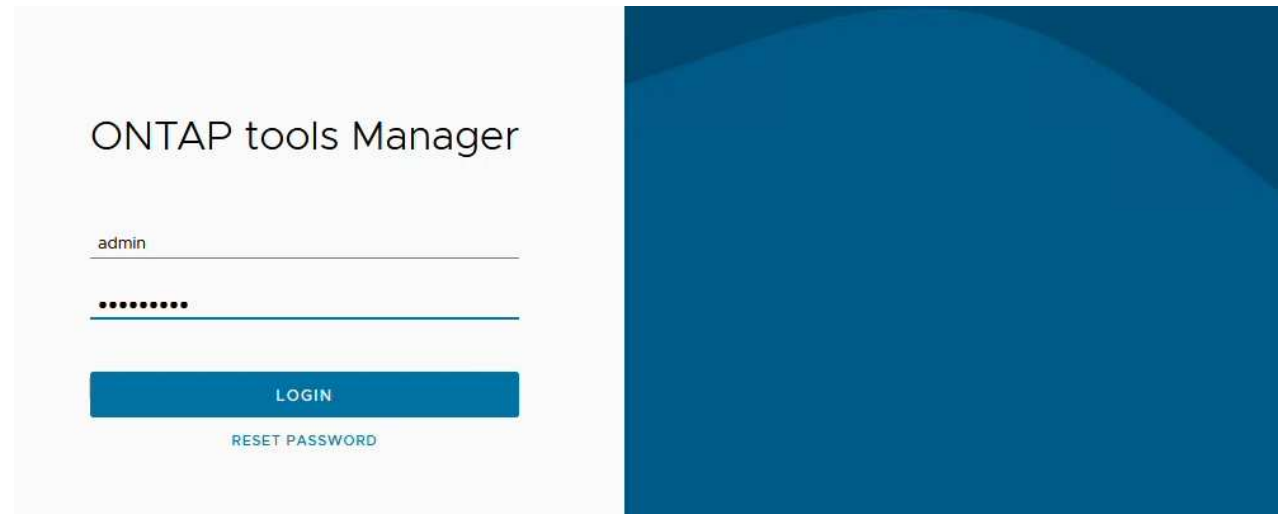 ONTAP tools Manager
admin
•••••••••
LOGIN
RESET PASSWORD